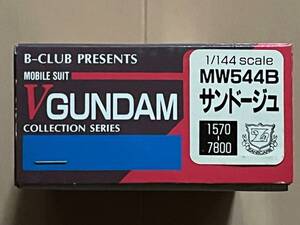 B-CLUB PRESENTS
MOBILE SUIT
V GUNDAM
COLLECTION SERIES
1/144 scale
MW544B
サンドージュ
1570-
7800